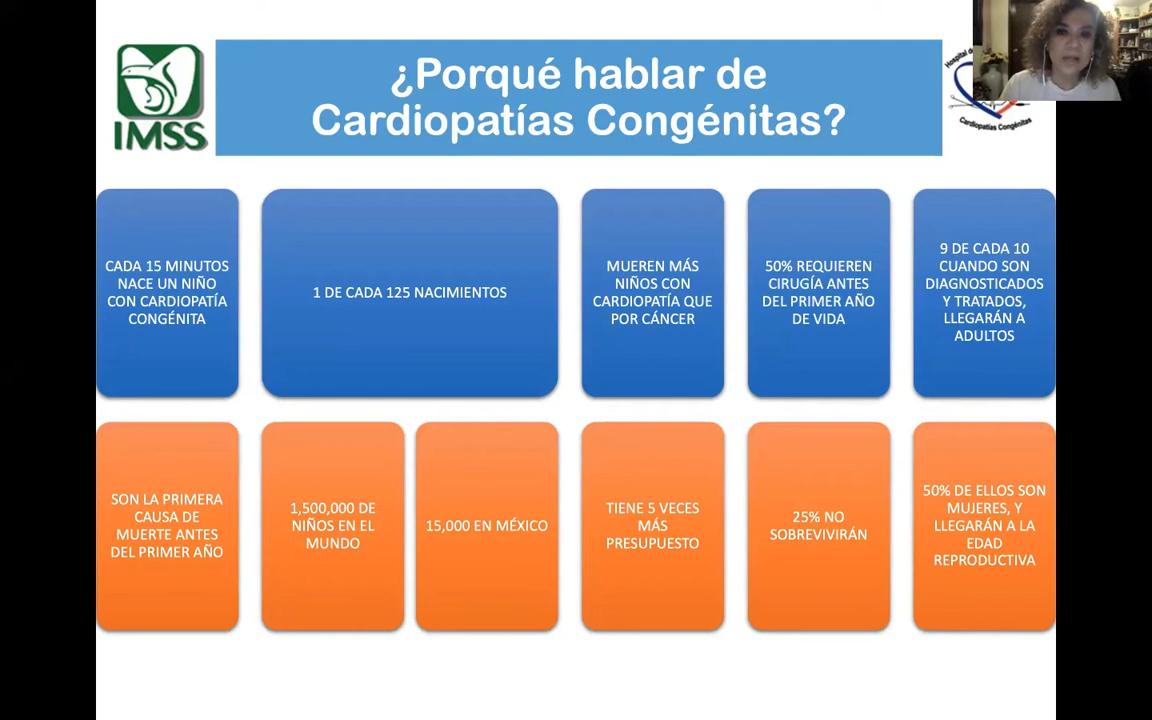 ¿Porqué hablar de
Cardiopatías Congénitas?
IMSS
Hospital de
Cardiopatías Congénitas
CADA 15 MINUTOS
NACE UN NIÑO
CON CARDIOPATÍA
CONGÉNITA
1 DE CADA 125 NACIMIENTOS
MUEREN MÁS
NIÑOS CON
CARDIOPATÍA QUE
POR CÁNCER
50% REQUIEREN
CIRUGÍA ANTES
DEL PRIMER AÑO
DE VIDA
9 DE CADA 10
CUANDO SON
DIAGNOSTICADOS
Y TRATADOS,
LLEGARÁN A
ADULTOS
SON LA PRIMERA
CAUSA DE
MUERTE ANTES
DEL PRIMER AÑO
1,500,000 DE
NIÑOS EN EL
MUNDO
15,000 EN MÉXICO
TIENE 5 VECES
MÁS
PRESUPUESTO
25% NO
SOBREVIVIRÁN
50% DE ELLOS SON
MUJERES, Y
LLEGARÁN A LA
EDAD
REPRODUCTIVA